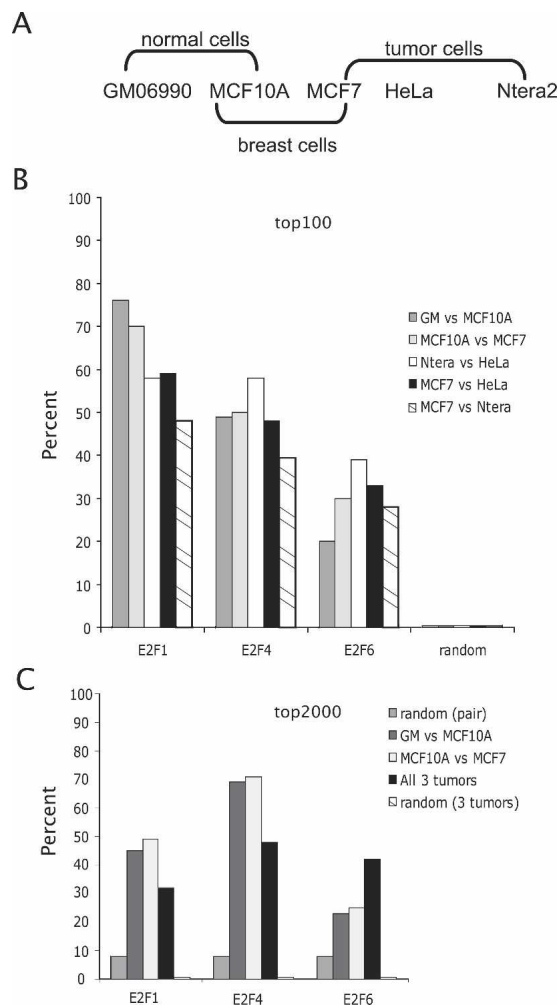 A
normal cells
tumor cells
GM06990 MCF10A MCF7 HeLa Ntera2
breast cells
B
top100
100
90
80
70
60
50
40
30
20
10
0
Percent
GM vs MCF10A
MCF10A vs MCF7
Ntera vs HeLa
MCF7 vs HeLa
MCF7 vs Ntera
E2F1 E2F4 E2F6 random
C
top2000
100
90
80
70
60
50
40
30
20
10
0
Percent
random (pair)
GM vs MCF10A
MCF10A vs MCF7
All 3 tumors
random (3 tumors)
E2F1 E2F4 E2F6